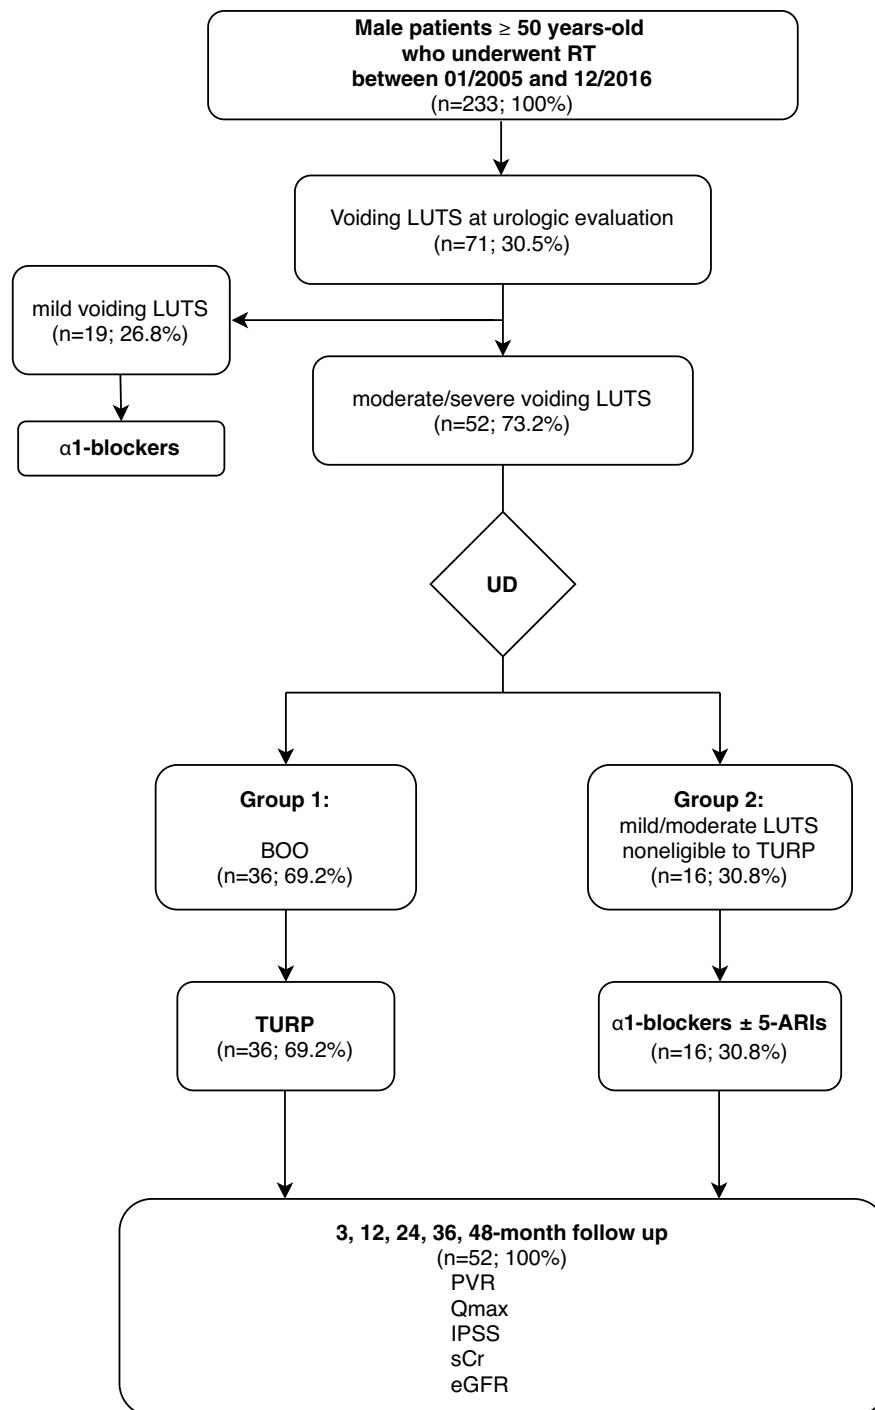 Male patients ≥ 50 years-old
who underwent RT
between 01/2005 and 12/2016
(n=233; 100%)
Voiding LUTS at urologic evaluation
(n=71; 30.5%)
mild voiding LUTS
(n=19; 26.8%)
α1-blockers
moderate/severe voiding LUTS
(n=52; 73.2%)
UD
Group 1:
BOO
(n=36; 69.2%)
Group 2:
mild/moderate LUTS
noneligible to TURP
(n=16; 30.8%)
TURP
(n=36; 69.2%)
α1-blockers ± 5-ARIs
(n=16; 30.8%)
3, 12, 24, 36, 48-month follow up
(n=52; 100%)
PVR
Qmax
IPSS
sCr
eGFR